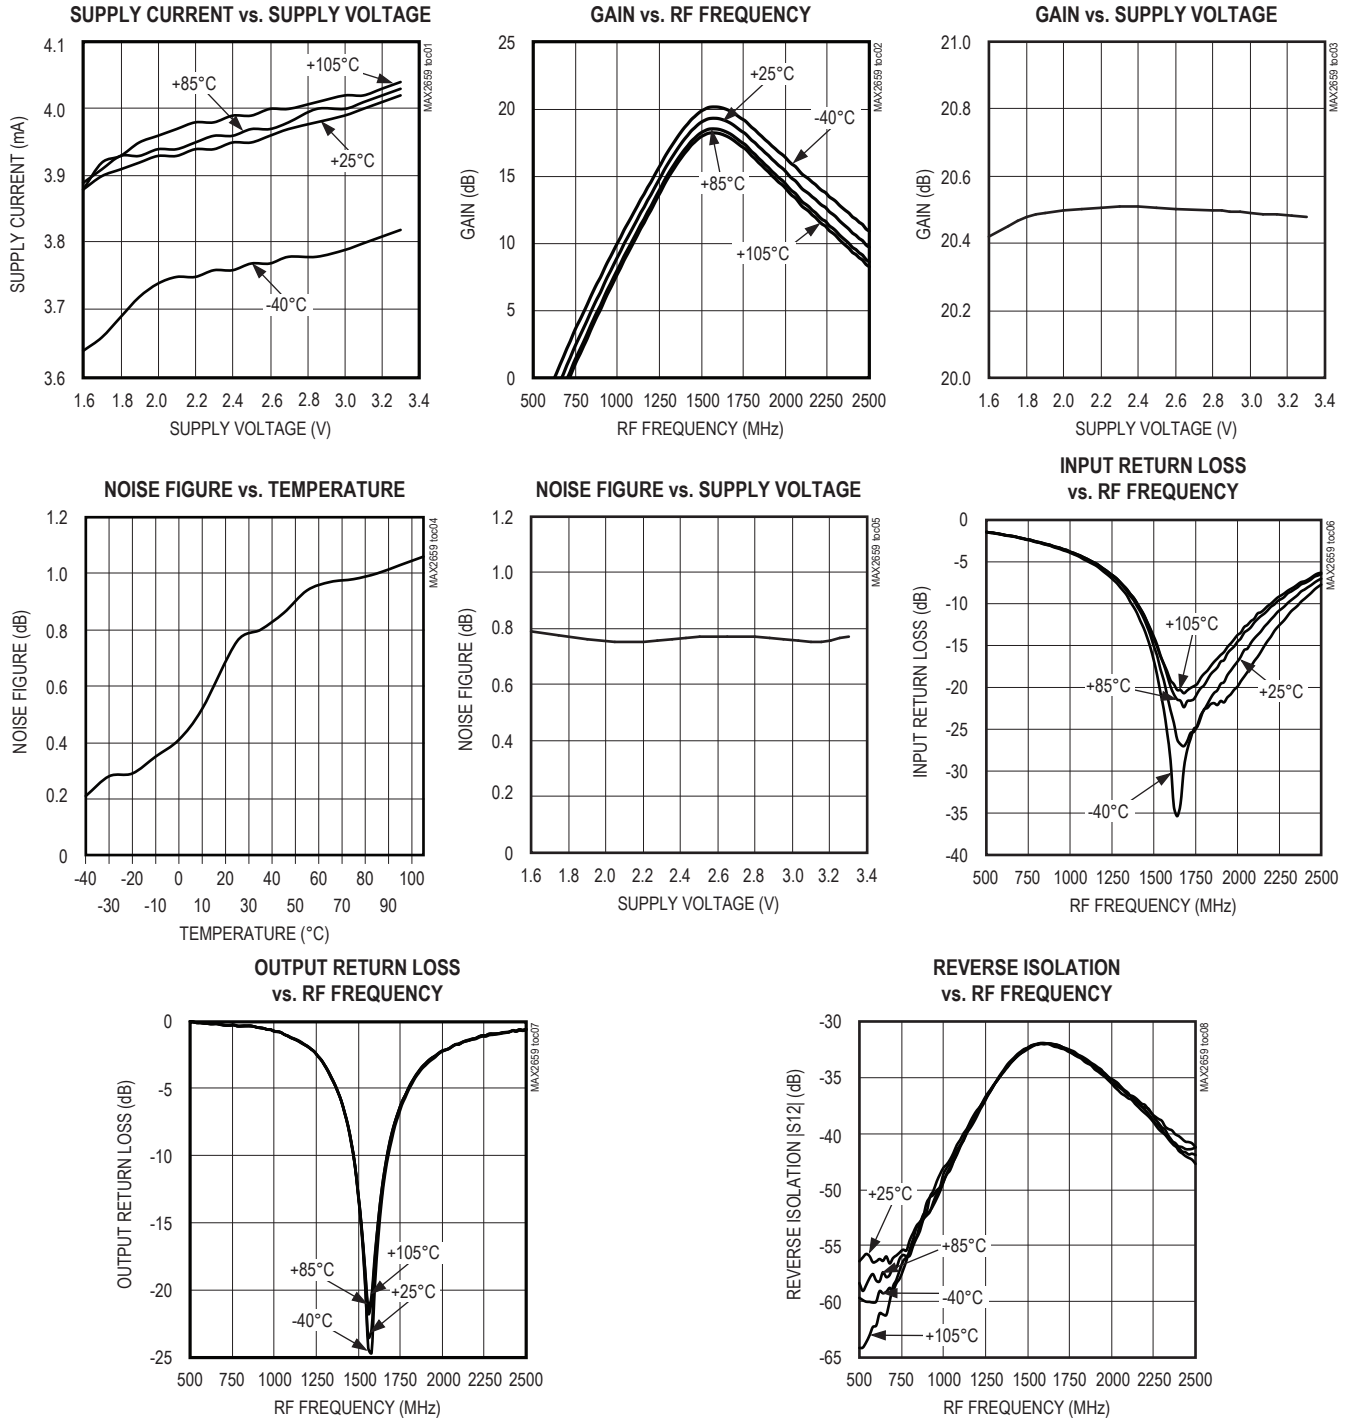 SUPPLY CURRENT vs. SUPPLY VOLTAGE
4.1
4.0
3.9
3.8
3.7
3.6
SUPPLY CURRENT (mA)
+85°C
+105°C
+25°C
-40°C
MAX2659 toc01
1.6 1.8 2.0 2.2 2.4 2.6 2.8 3.0 3.2 3.4
SUPPLY VOLTAGE (V)
GAIN vs. RF FREQUENCY
25
20
15
10
5
0
GAIN (dB)
+25°C
-40°C
+85°C
+105°C
MAX2659 toc02
500 750 1000 1250 1500 1750 2000 2250 2500
RF FREQUENCY (MHz)
GAIN vs. SUPPLY VOLTAGE
21.0
20.8
20.6
20.4
20.2
20.0
GAIN (dB)
MAX2659 toc03
1.6 1.8 2.0 2.2 2.4 2.6 2.8 3.0 3.2 3.4
SUPPLY VOLTAGE (V)
NOISE FIGURE vs. TEMPERATURE
1.2
1.0
0.8
0.6
0.4
0.2
0
NOISE FIGURE (dB)
MAX2659 toc04
-40 -20 0 20 40 60 80 100
-30 -10 10 30 50 70 90
TEMPERATURE (°C)
NOISE FIGURE vs. SUPPLY VOLTAGE
1.2
1.0
0.8
0.6
0.4
0.2
0
NOISE FIGURE (dB)
MAX2659 toc05
1.6 1.8 2.0 2.2 2.4 2.6 2.8 3.0 3.2 3.4
SUPPLY VOLTAGE (V)
INPUT RETURN LOSS
vs. RF FREQUENCY
0
-5
-10
-15
-20
-25
-30
-35
-40
INPUT RETURN LOSS (dB)
+105°C
+85°C
+25°C
-40°C
MAX2659 toc06
500 750 1000 1250 1500 1750 2000 2250 2500
RF FREQUENCY (MHz)
OUTPUT RETURN LOSS
vs. RF FREQUENCY
0
-5
-10
-15
-20
-25
OUTPUT RETURN LOSS (dB)
+105°C
+85°C
+25°C
-40°C
MAX2659 toc07
500 750 1000 1250 1500 1750 2000 2250 2500
RF FREQUENCY (MHz)
REVERSE ISOLATION
vs. RF FREQUENCY
-30
-35
-40
-50
-55
-60
-65
REVERSE ISOLATION |S12| (dB)
+25°C
+85°C
-40°C
+105°C
MAX2659 toc08
500 750 1000 1250 1500 1750 2000 2250 2500
RF FREQUENCY (MHz)